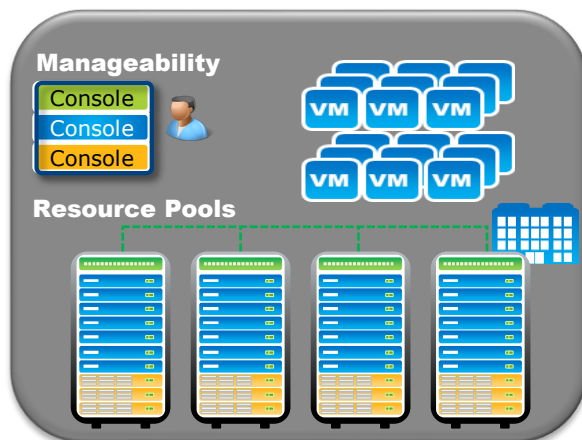 Manageability
Console
Console
Console
VM VM VM
VM VM VM
Resource Pools